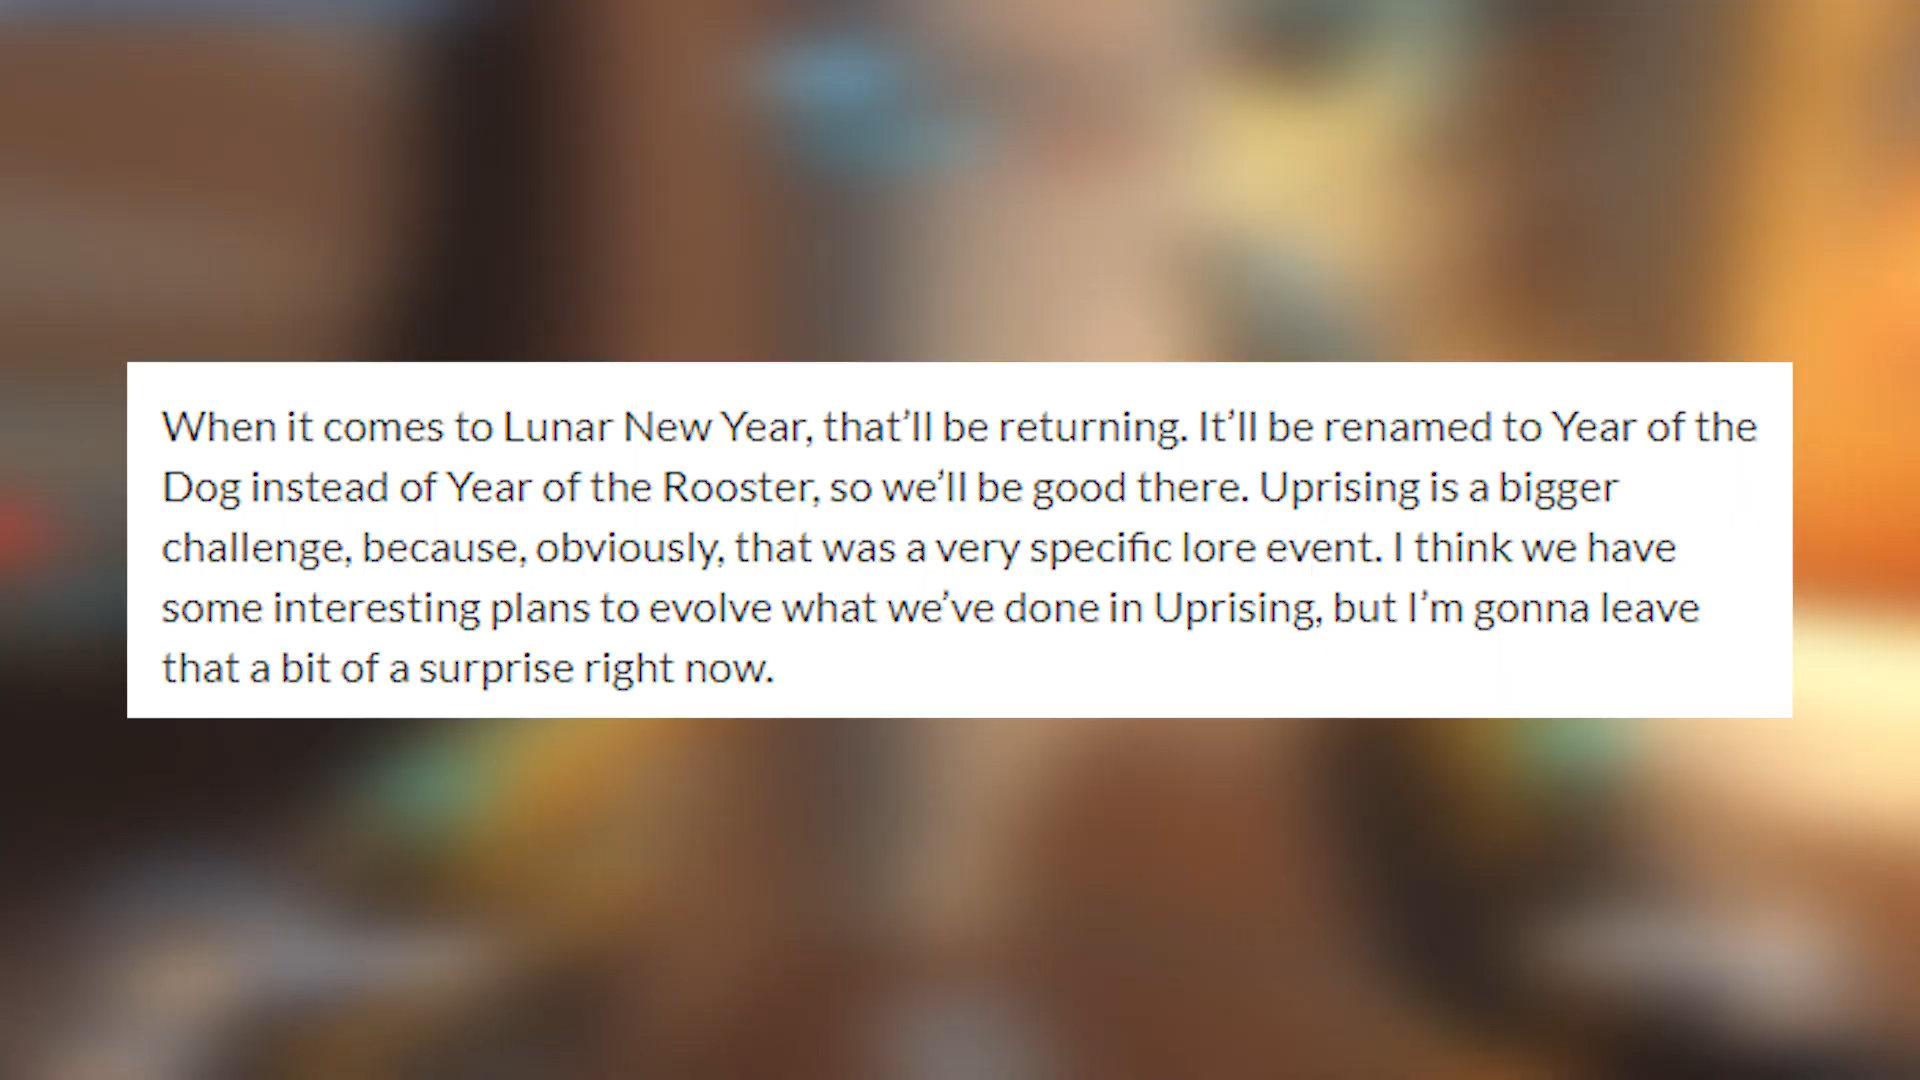 When it comes to Lunar New Year, that’ll be returning. It’ll be renamed to Year of the
Dog instead of Year of the Rooster, so we’ll be good there. Uprising is a bigger
challenge, because, obviously, that was a very specific lore event. I think we have
some interesting plans to evolve what we’ve done in Uprising, but I’m gonna leave
that a bit of a surprise right now.